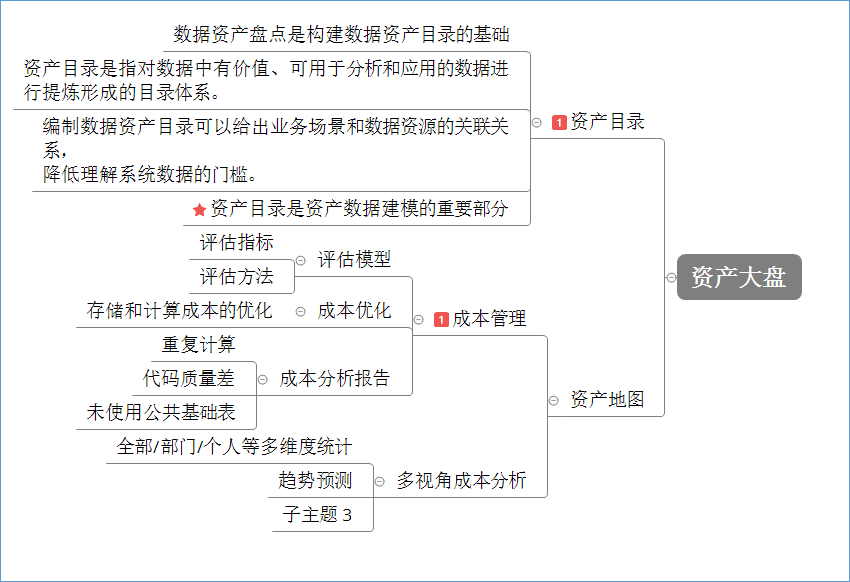 数据资产盘点是构建数据资产目录的基础
资产目录是指对数据中有价值、可用于分析和应用的数据进
行提炼形成的目录体系。
编制数据资产目录可以给出业务场景和数据资源的关联关
系，
降低理解系统数据的门槛。
资产目录是资产数据建模的重要部分
1 资产目录
评估指标
评估方法
评估模型
存储和计算成本的优化
成本优化
重复计算
代码质量差
未使用公共基础表
成本分析报告
1 成本管理
全部/部门/个人等多维度统计
趋势预测
子主题 3
多视角成本分析
资产地图
资产大盘